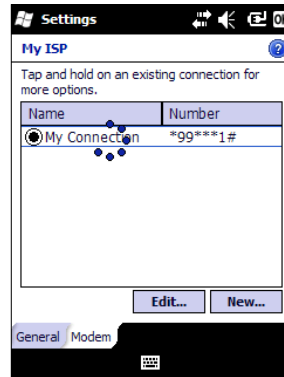 Settings
My ISP
Tap and hold on an existing connection for
more options.
Name Number
My Connection *99***1#
Edit... New...
General Modem